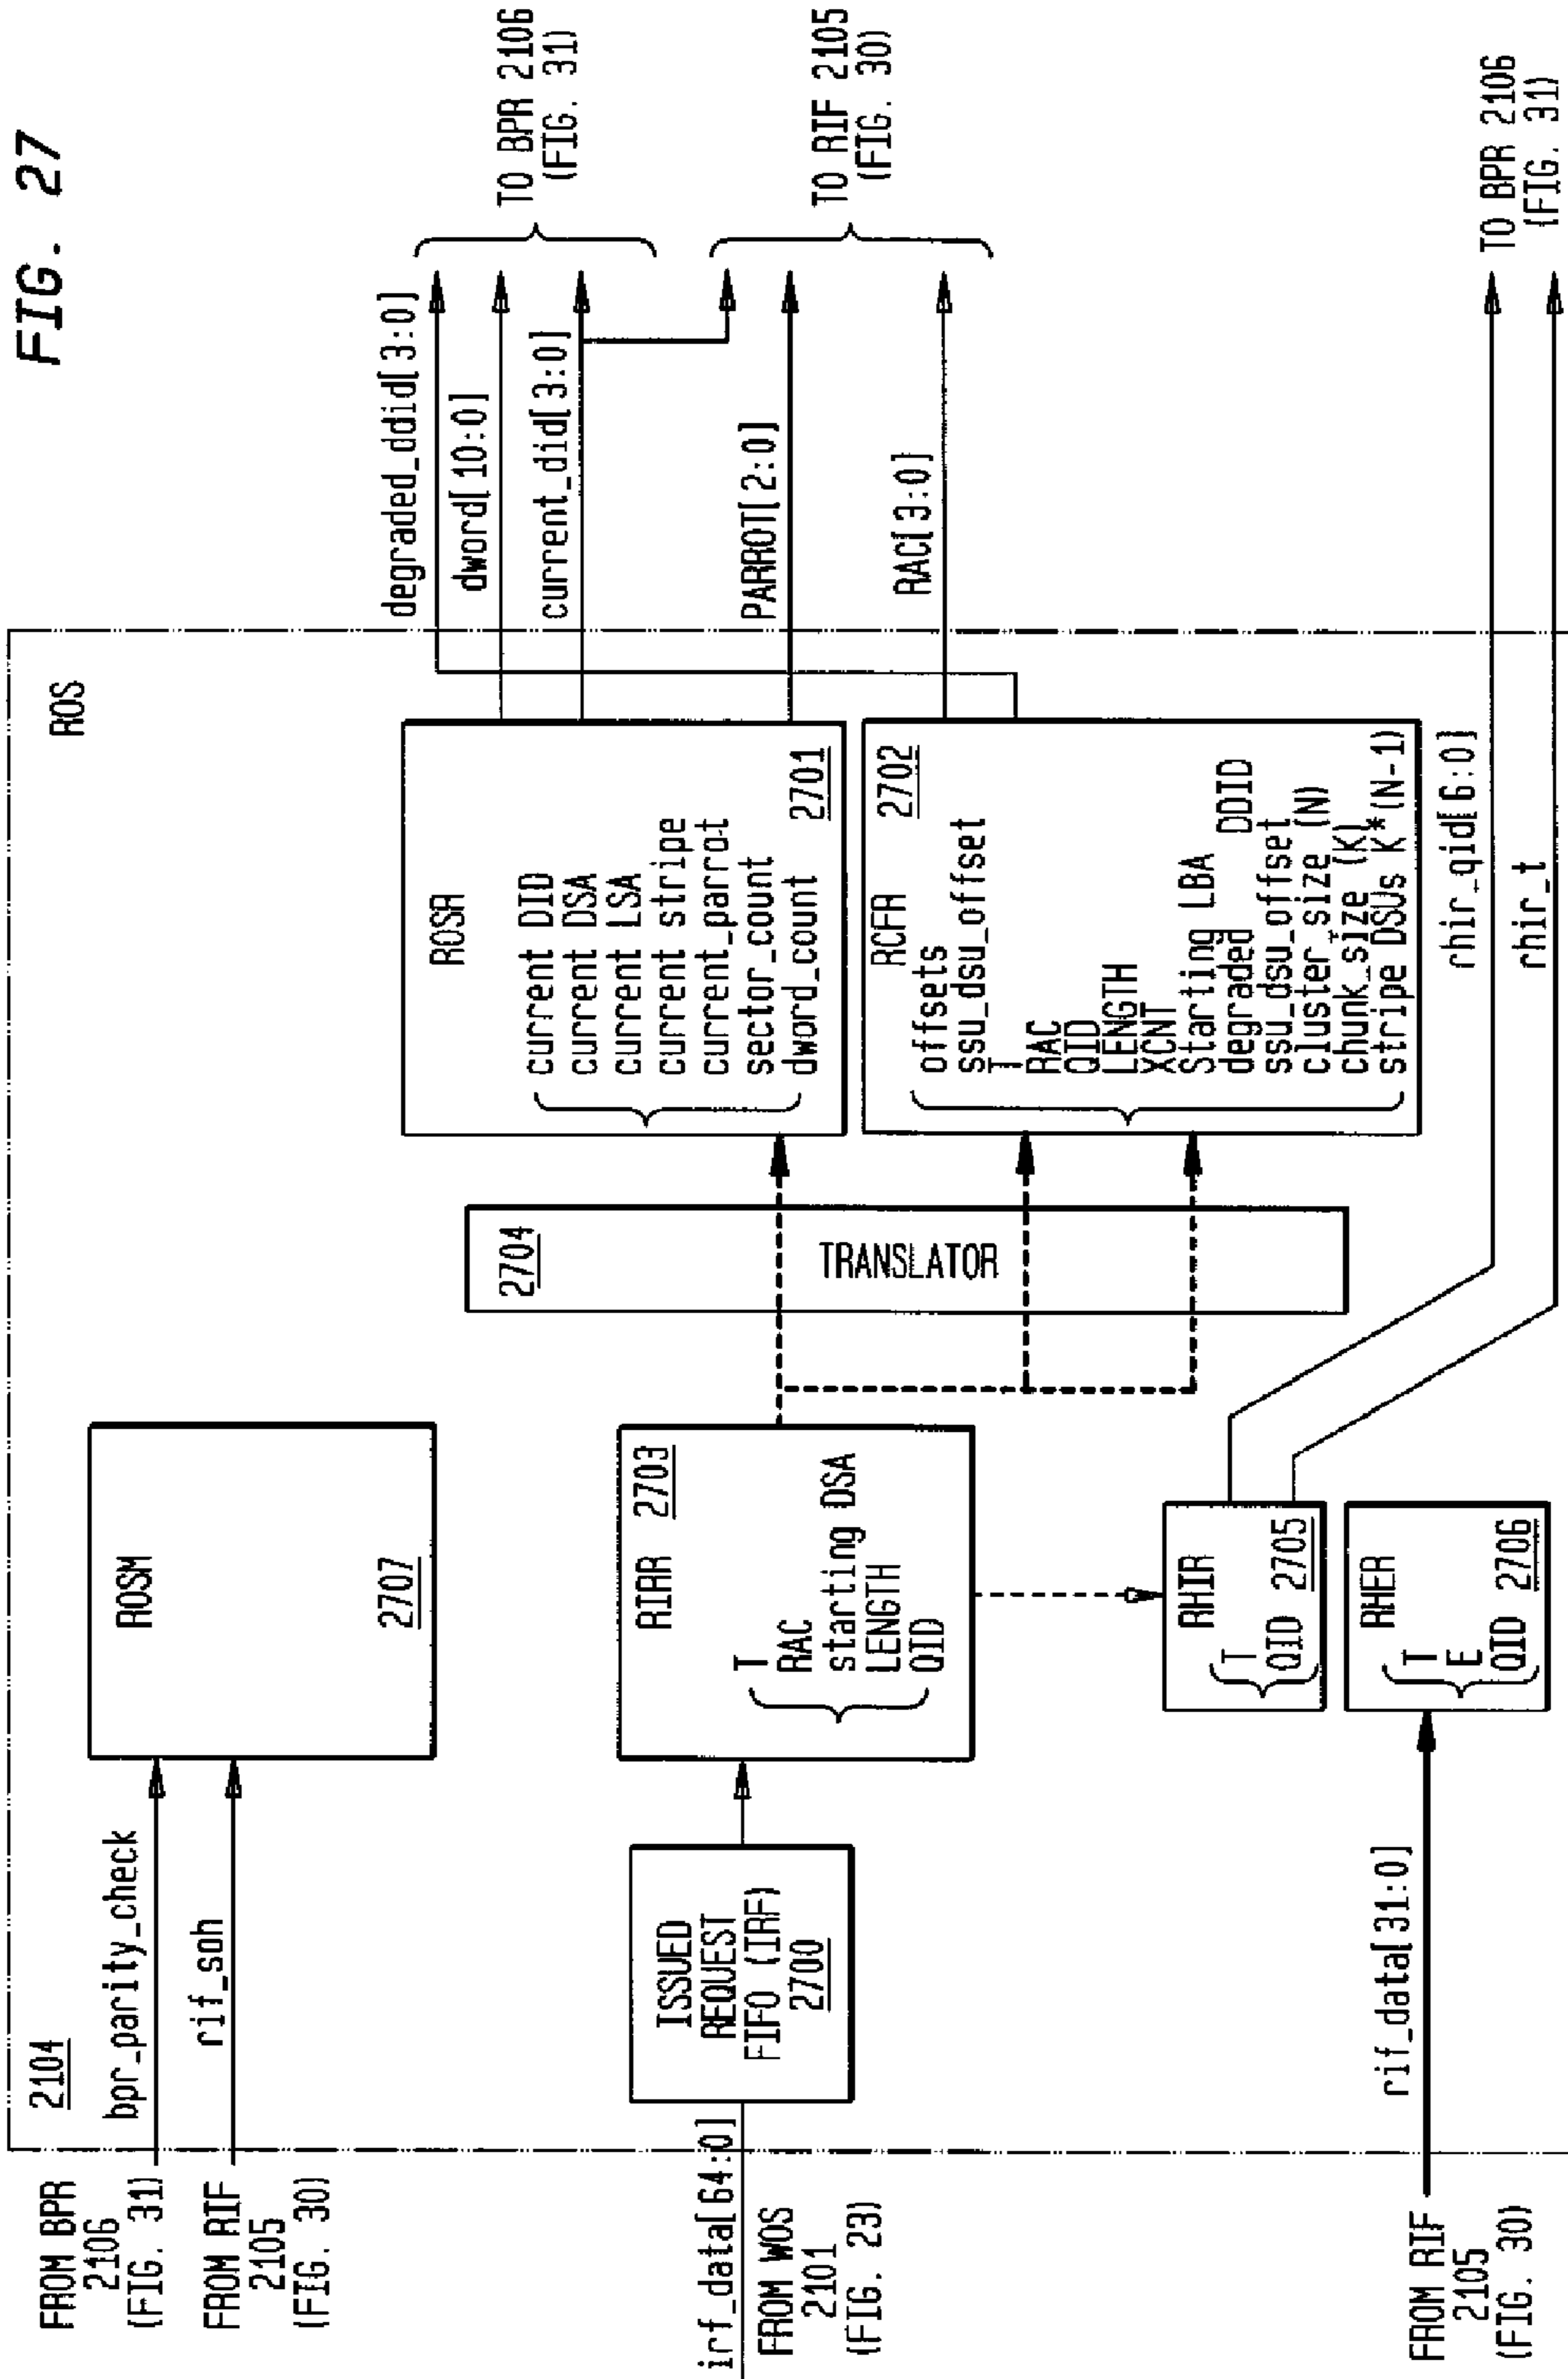 FIG. 27
2104
ROS
FROM BPR
2106
(FIG. 31)
bpr_parity_check
FROM RIF
2105
(FIG. 30)
rif_soh
ROSM
2707
irf_data[64:0]
FROM WOS
2101
(FIG. 23)
ISSUED
REQUEST
FIFO (IRF)
2700
RIRR 2703
T
RAC
starting DSA
LENGTH
QID
2704
TRANSLATOR
ROSR
current DID
current DSA
current LSA
current stripe
current_parrot
sector_count
dword_count
2701
RCFR 2702
offsets
ssu_dsu_offset
T
RAC
QID
LENGTH
XCNT
Starting LBA
degraded DDID
ssu_dsu_offset
cluster_size (N)
chunk_size (K)
stripe DSUs K*(N-1)
degraded_ddid[3:0]
dword[10:0]
current_did[3:0]
TO BPR 2106
(FIG. 31)
PARROT[2:0]
RAC[3:0]
TO RIF 2105
(FIG. 30)
RHIR
T
QID 2705
RHER
T
E
QID 2706
FROM RIF
2105
(FIG. 30)
rif_data[31:0]
rhir_qid[6:0]
rhir_t
TO BPR 2106
(FIG. 31)